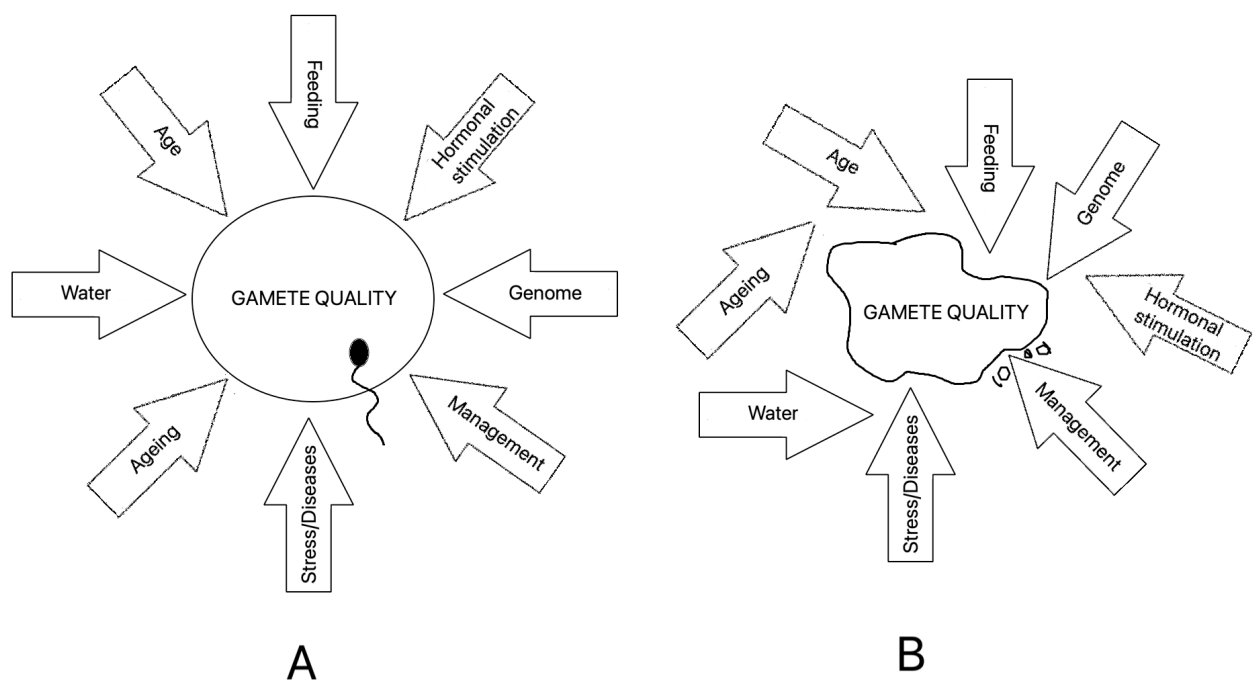 Feeding
Age
Hormonal
stimulation
Water
GAMETE QUALITY
Genome
Ageing
Management
Stress/Diseases
A
Feeding
Age
Genome
Ageing
GAMETE QUALITY
Hormonal
stimulation
Water
Management
Stress/Diseases
B